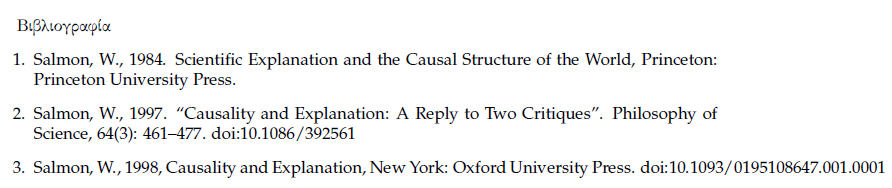 Βιβλιογραφία
1. Salmon, W., 1984. Scientific Explanation and the Causal Structure of the World, Princeton:
Princeton University Press.
2. Salmon, W., 1997. “Causality and Explanation: A Reply to Two Critiques”. Philosophy of
Science, 64(3): 461–477. doi:10.1086/392561
3. Salmon, W., 1998, Causality and Explanation, New York: Oxford University Press. doi:10.1093/0195108647.001.0001